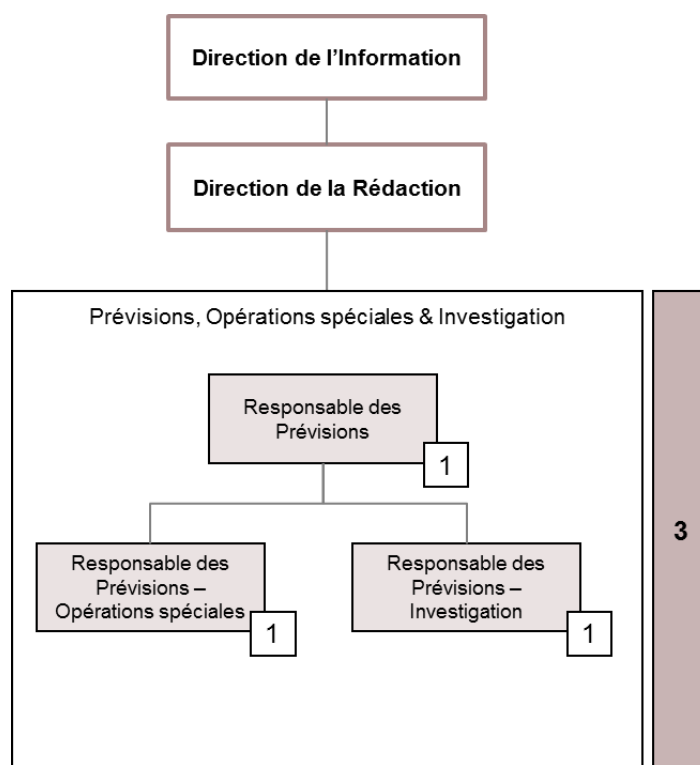 Direction de l'Information
Direction de la Rédaction
Prévisions, Opérations spéciales & Investigation
Responsable des
Prévisions
1
Responsable des
Prévisions –
Opérations spéciales
1
Responsable des
Prévisions –
Investigation
1
3